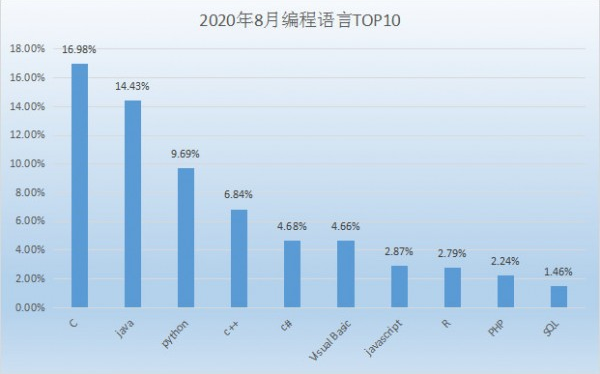 2020年8月编程语言TOP10
18.00%
16.00%
14.00%
12.00%
10.00%
8.00%
6.00%
4.00%
2.00%
0.00%
16.98%
14.43%
9.69%
6.84%
4.68%
4.66%
2.87%
2.79%
2.24%
1.46%
C
java
python
c++
c#
Visual Basic
javascript
R
PHP
SQL